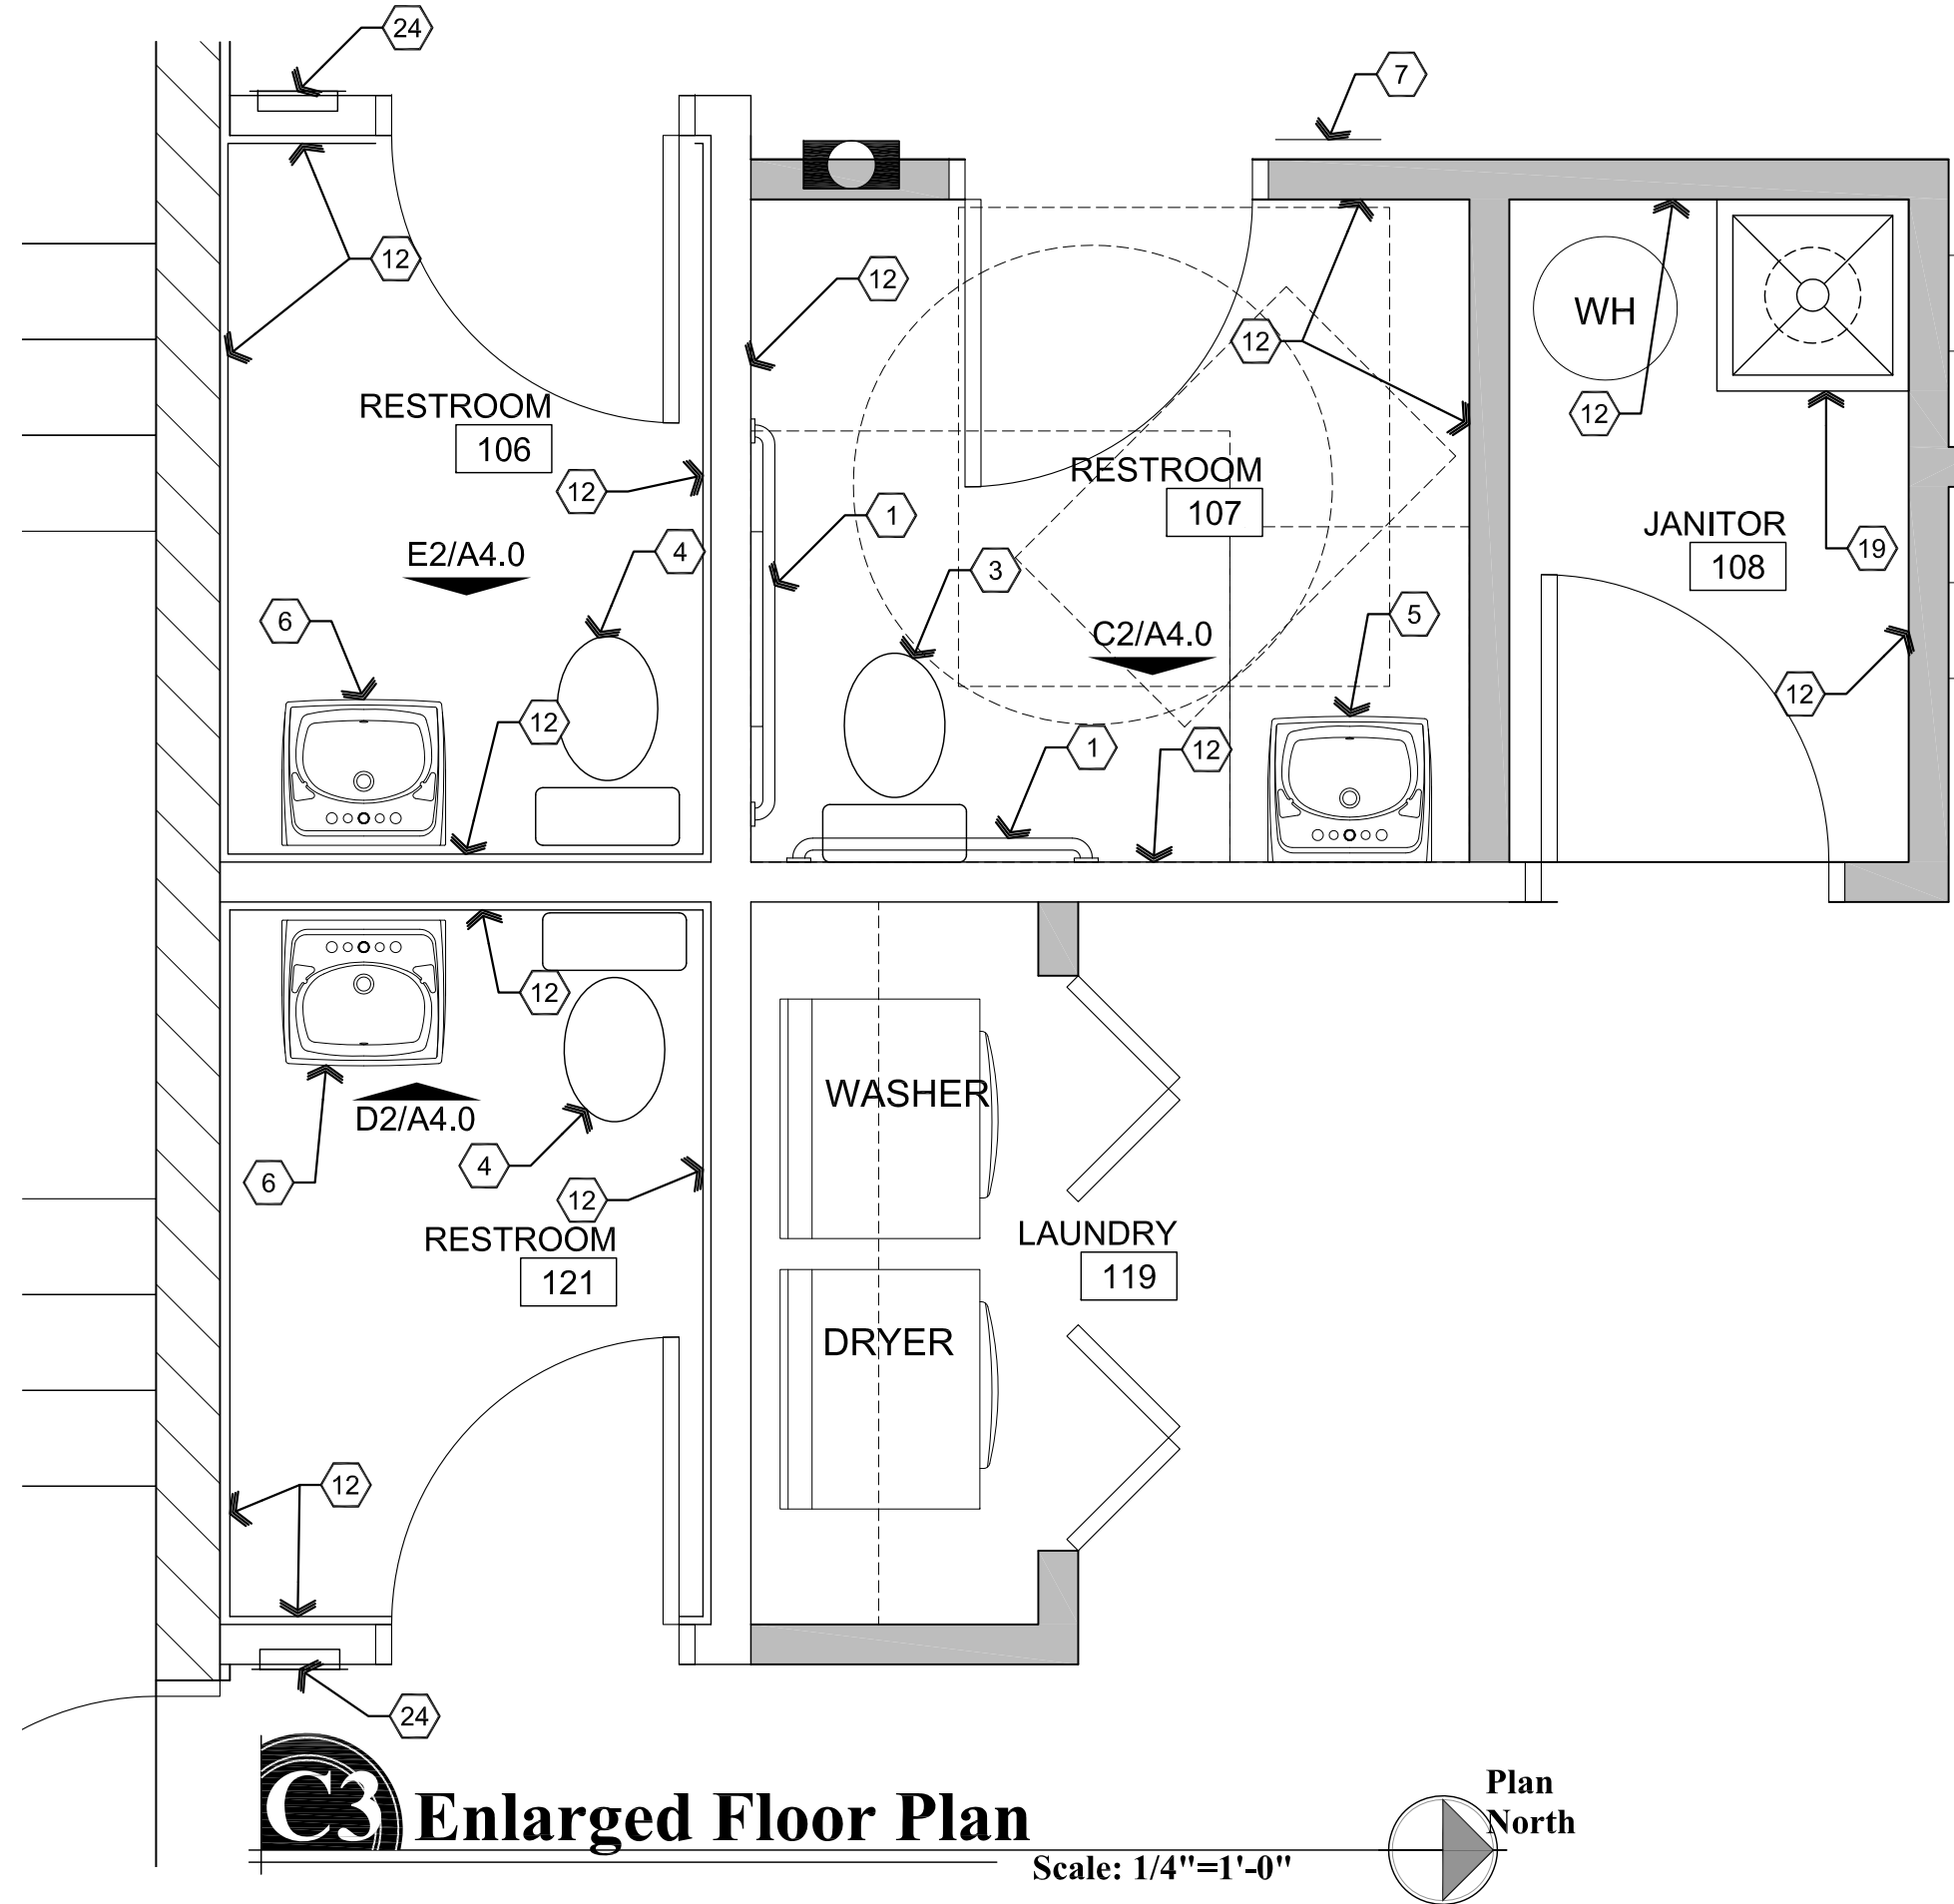 24
7
12
12
12
WH
RESTROOM
106
12
12
RESTROOM
107
1
JANITOR
108
19
E2/A4.0
4
3
6
C2/A4.0
5
12
12
1
12
12
WASHER
D2/A4.0
4
6
12
RESTROOM
121
LAUNDRY
119
DRYER
12
24
C3 Enlarged Floor Plan
Scale: 1/4"=1'-0"
Plan
North